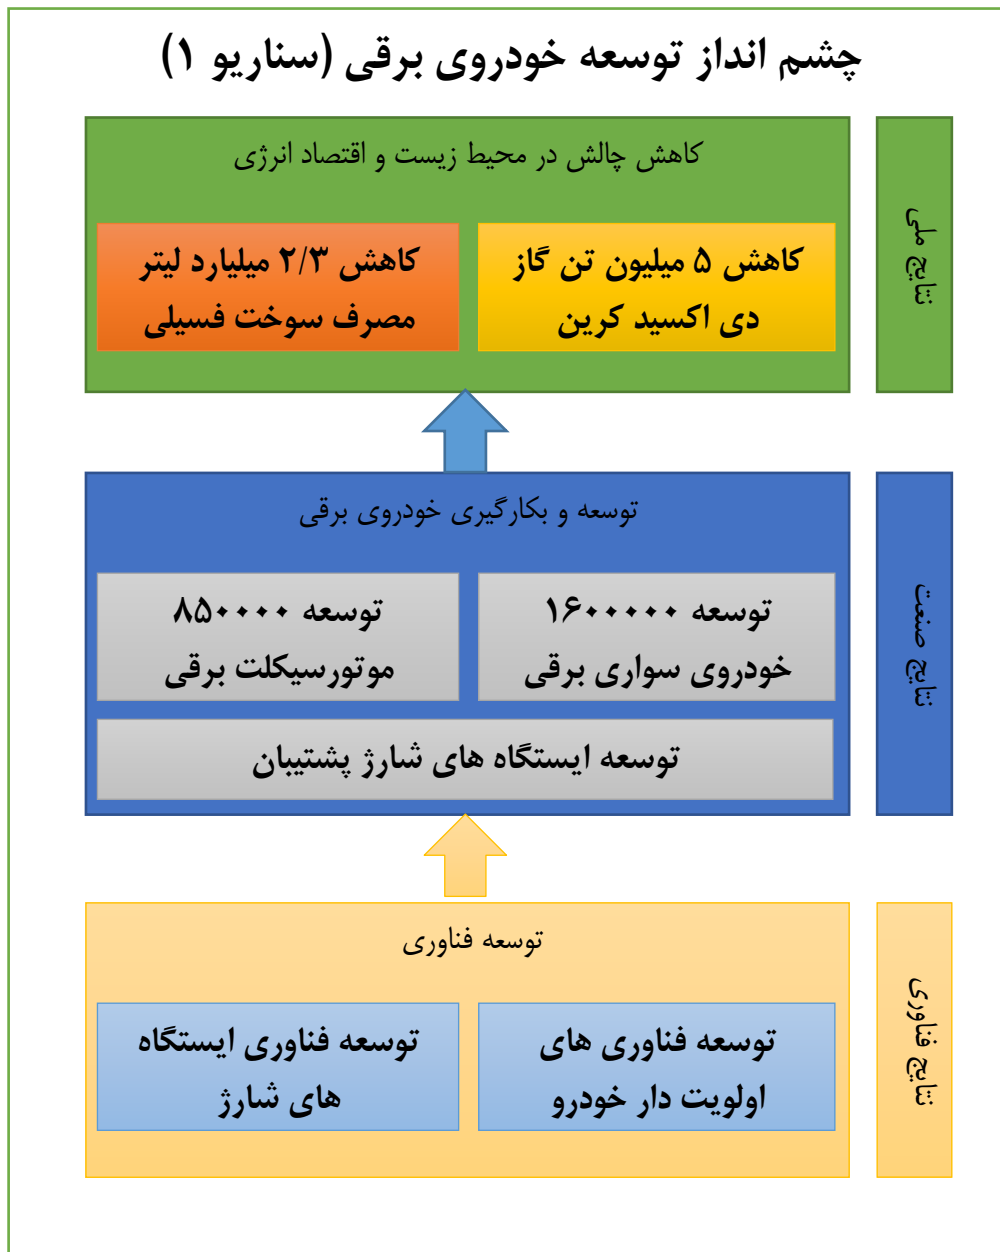 چشم انداز توسعه خودروی برقی (سناریو ۱)
نتایج ملی
کاهش چالش در محیط زیست و اقتصاد انرژی
کاهش ۵ میلیون تن گاز
دی اکسید کربن
کاهش ۲/۳ میلیارد لیتر
مصرف سوخت فسیلی
نتایج صنعت
توسعه و بکارگیری خودروی برقی
توسعه ۱۶۰۰۰۰۰
خودروی سواری برقی
توسعه ۸۵۰۰۰۰
موتورسیکلت برقی
توسعه ایستگاه های شارژ پشتیبان
نتایج فناوری
توسعه فناوری
توسعه فناوری های
اولویت دار خودرو
توسعه فناوری ایستگاه
های شارژ